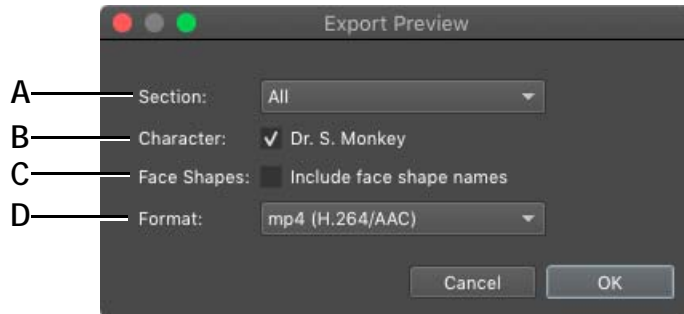 Export Preview
A Section: All
B Character: Dr. S. Monkey
C Face Shapes: Include face shape names
D Format: mp4 (H.264/AAC)
Cancel OK